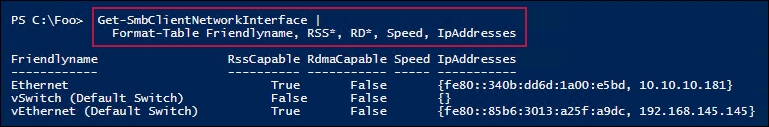 PS C:\Foo> Get-SmbClientNetworkInterface |
Format-Table Friendlyname, RSS*, RD*, Speed, IpAddresses
Friendlyname RssCapable RdmaCapable Speed IpAddresses
------------ ---------- ----------- ----- -----------
Ethernet True False {fe80::340b:dd6d:1a00:e5bd, 10.10.10.181}
vSwitch (Default Switch) False False {}
vEthernet (Default Switch) True False {fe80::85b6:3013:a25f:a9dc, 192.168.145.145}